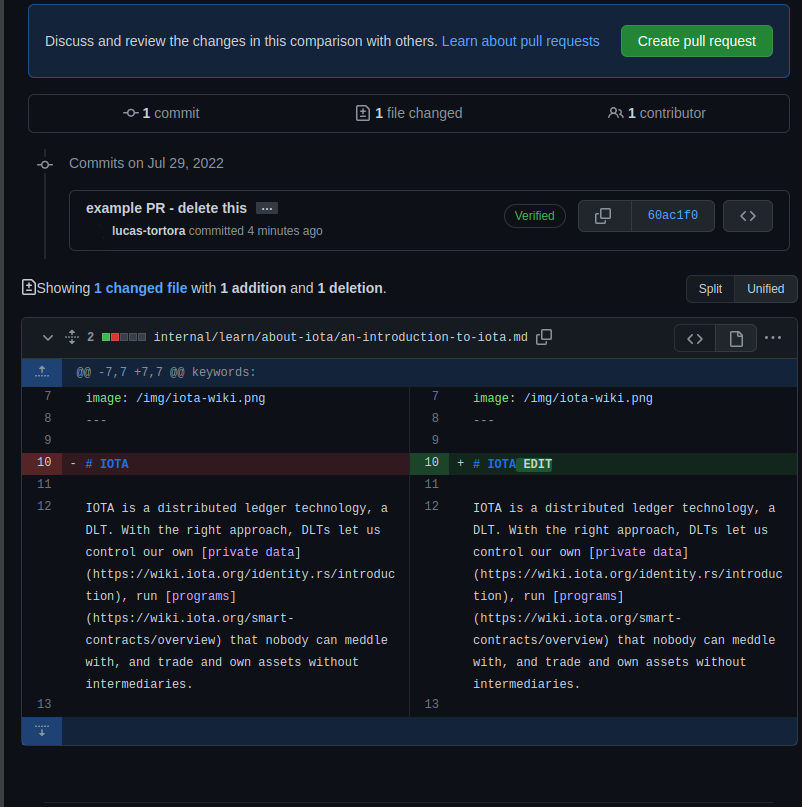 Discuss and review the changes in this comparison with others. Learn about pull requests
Create pull request
1 commit
1 file changed
1 contributor
Commits on Jul 29, 2022
example PR - delete this …
lucas-tortora committed 4 minutes ago
Verified
60ac1f0
Showing 1 changed file with 1 addition and 1 deletion.
Split
Unified
2 internal/learn/about-iota/an-introduction-to-iota.md
@@ -7,7 +7,7 @@ keywords:
7 image: /img/iota-wiki.png
8 ---
9
10 - # IOTA
11
12 IOTA is a distributed ledger technology, a
DLT. With the right approach, DLTs let us
control our own [private data]
(https://wiki.iota.org/identity.rs/introduc
tion), run [programs]
(https://wiki.iota.org/smart-
contracts/overview) that nobody can meddle
with, and trade and own assets without
intermediaries.
13
7 image: /img/iota-wiki.png
8 ---
9
10 + # IOTA EDIT
11
12 IOTA is a distributed ledger technology, a
DLT. With the right approach, DLTs let us
control our own [private data]
(https://wiki.iota.org/identity.rs/introduc
tion), run [programs]
(https://wiki.iota.org/smart-
contracts/overview) that nobody can meddle
with, and trade and own assets without
intermediaries.
13